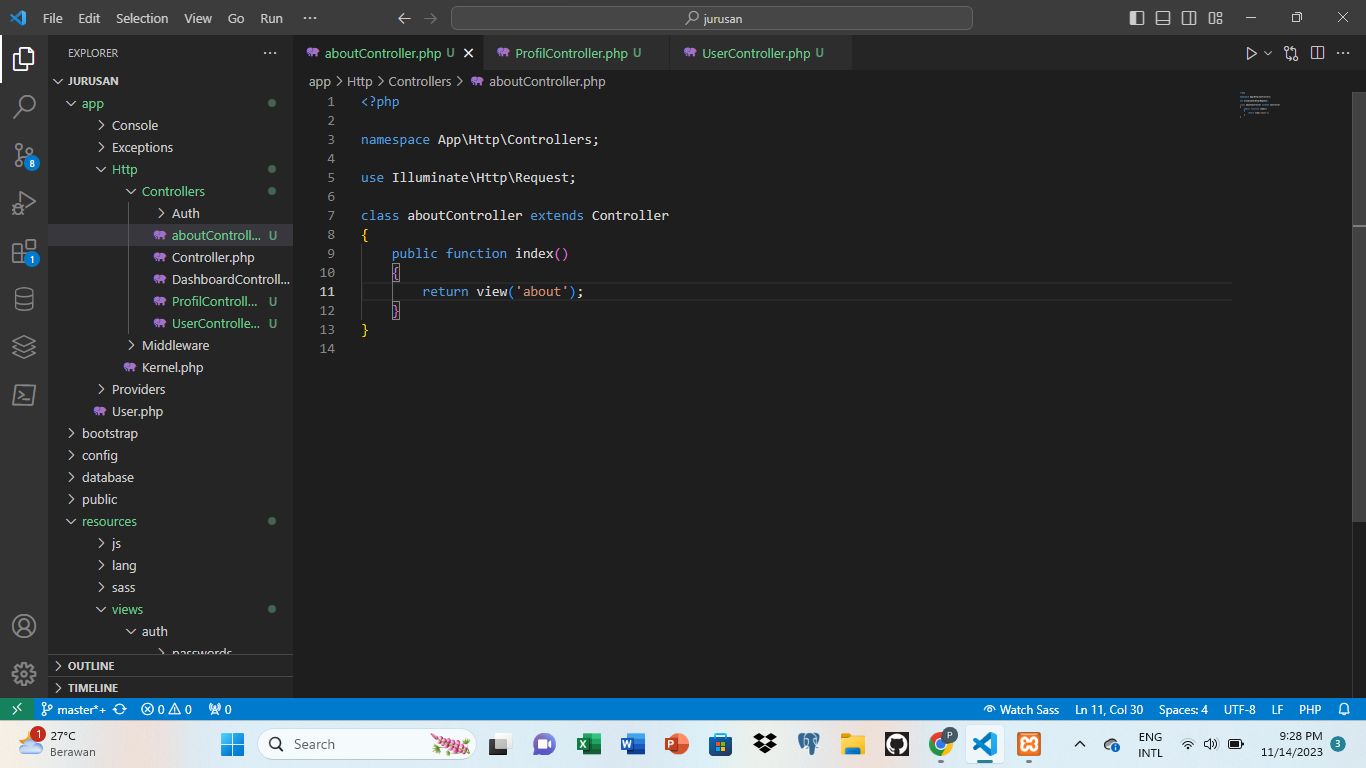 File Edit Selection View Go Run ···
jurusan
EXPLORER ···
aboutController.php U
ProfilController.php U
UserController.php U
JURUSAN
app > Http > Controllers > aboutController.php
app
Console
Exceptions
Http
Controllers
Auth
aboutControll... U
Controller.php
DashboardControll...
ProfilControll... U
UserControlle... U
Middleware
Kernel.php
Providers
User.php
bootstrap
config
database
public
resources
js
lang
sass
views
auth
passwords
OUTLINE
TIMELINE
8
1
1 <?php
2
3 namespace App\Http\Controllers;
4
5 use Illuminate\Http\Request;
6
7 class aboutController extends Controller
8 {
9     public function index()
10     {
11         return view('about');
12     }
13 }
14
master*+ 0 0 0 Watch Sass Ln 11, Col 30 Spaces: 4 UTF-8 LF PHP
1
27°C
Berawan
Search
P
ENG
INTL
9:28 PM
11/14/2023
3